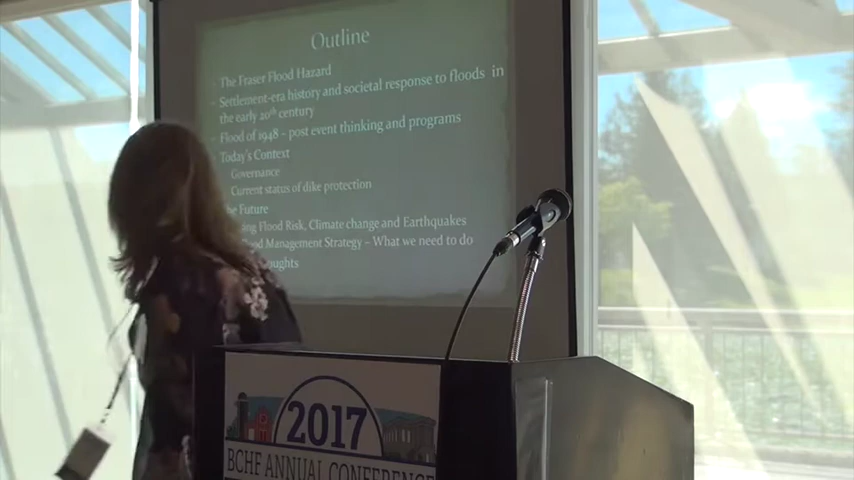 Outline
The Fraser Flood Hazard
Settlement-era history and societal response to floods in
the early 20th century
Flood of 1948 – post event thinking and programs
Today's Context
Governance
Current status of dike protection
Future
Flood Risk, Climate change and Earthquakes
Management Strategy – What we need to do
2017
BCHF ANNUAL CONFERENCE